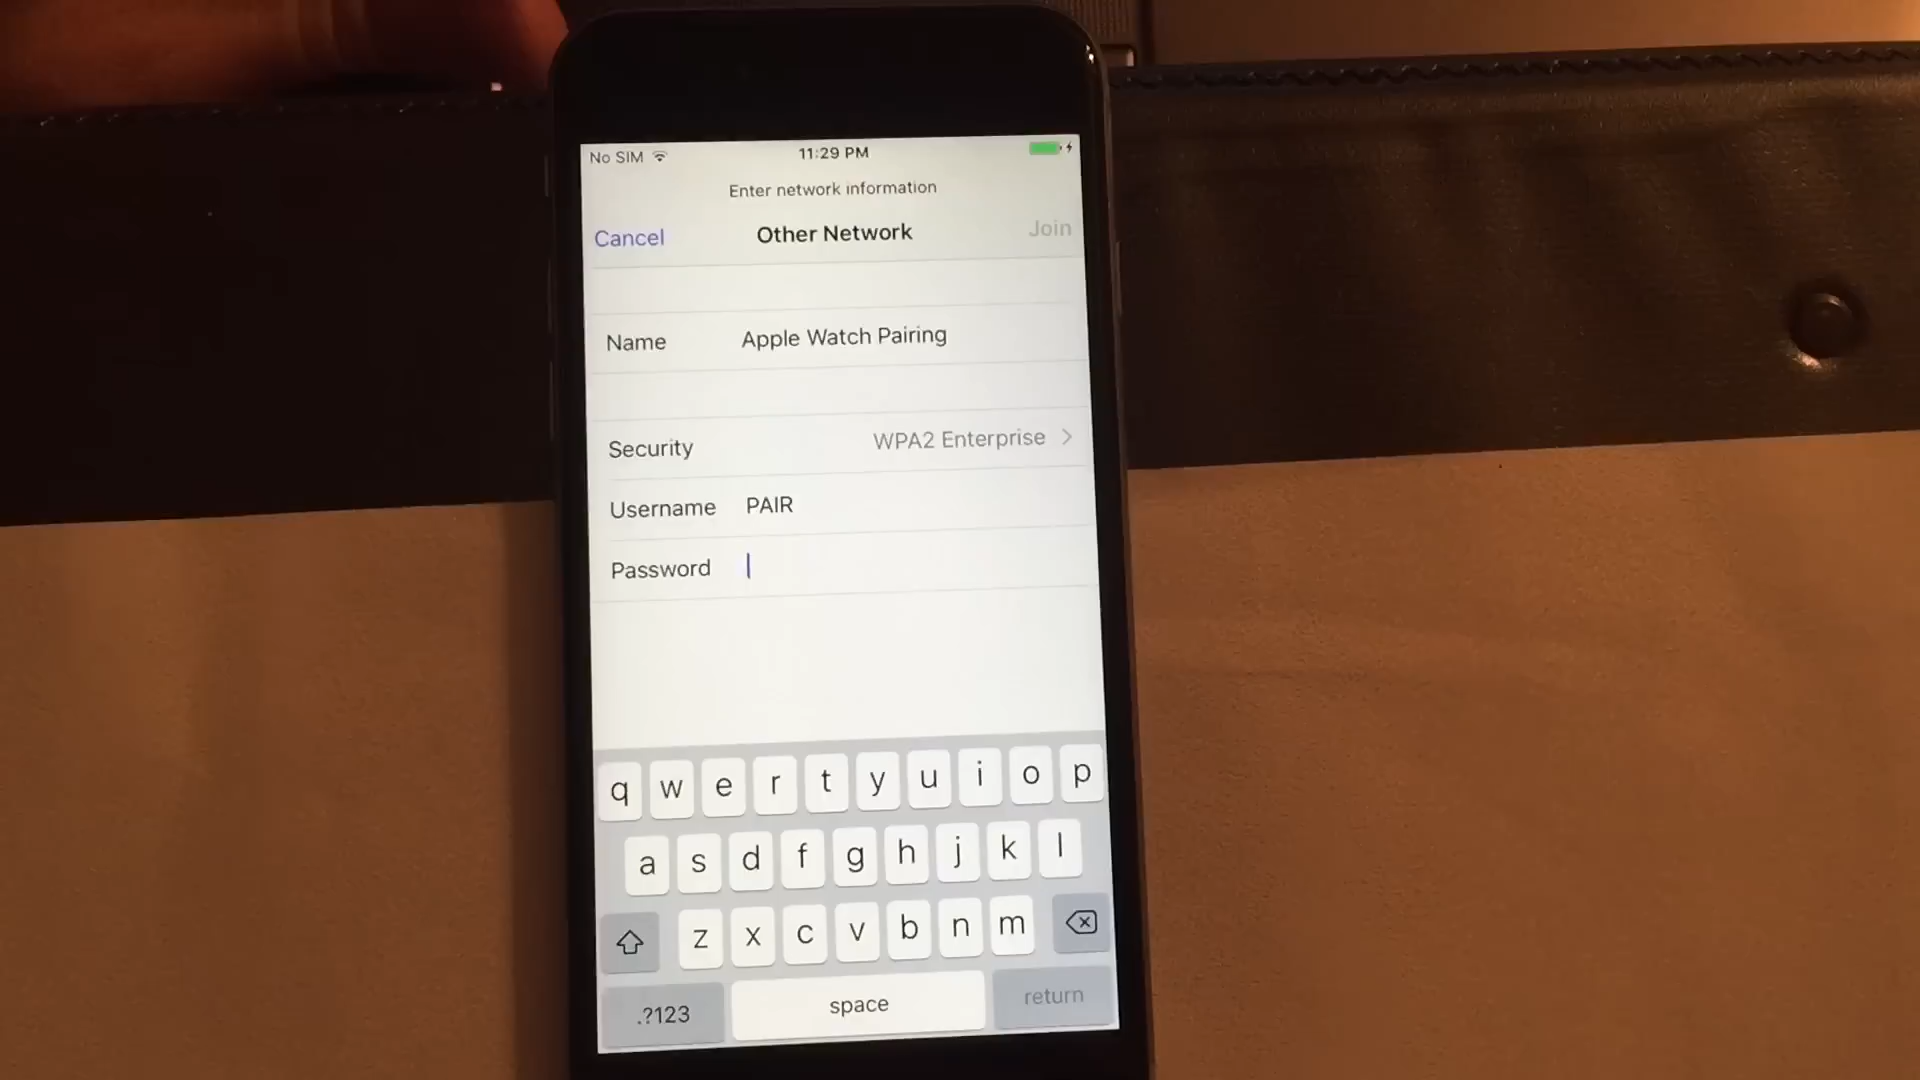 No SIM 11:29 PM
Enter network information
Cancel Other Network Join
Name Apple Watch Pairing
Security WPA2 Enterprise
Username PAIR
Password
q w e r t y u i o p
a s d f g h j k l
z x c v b n m
.?123 space return